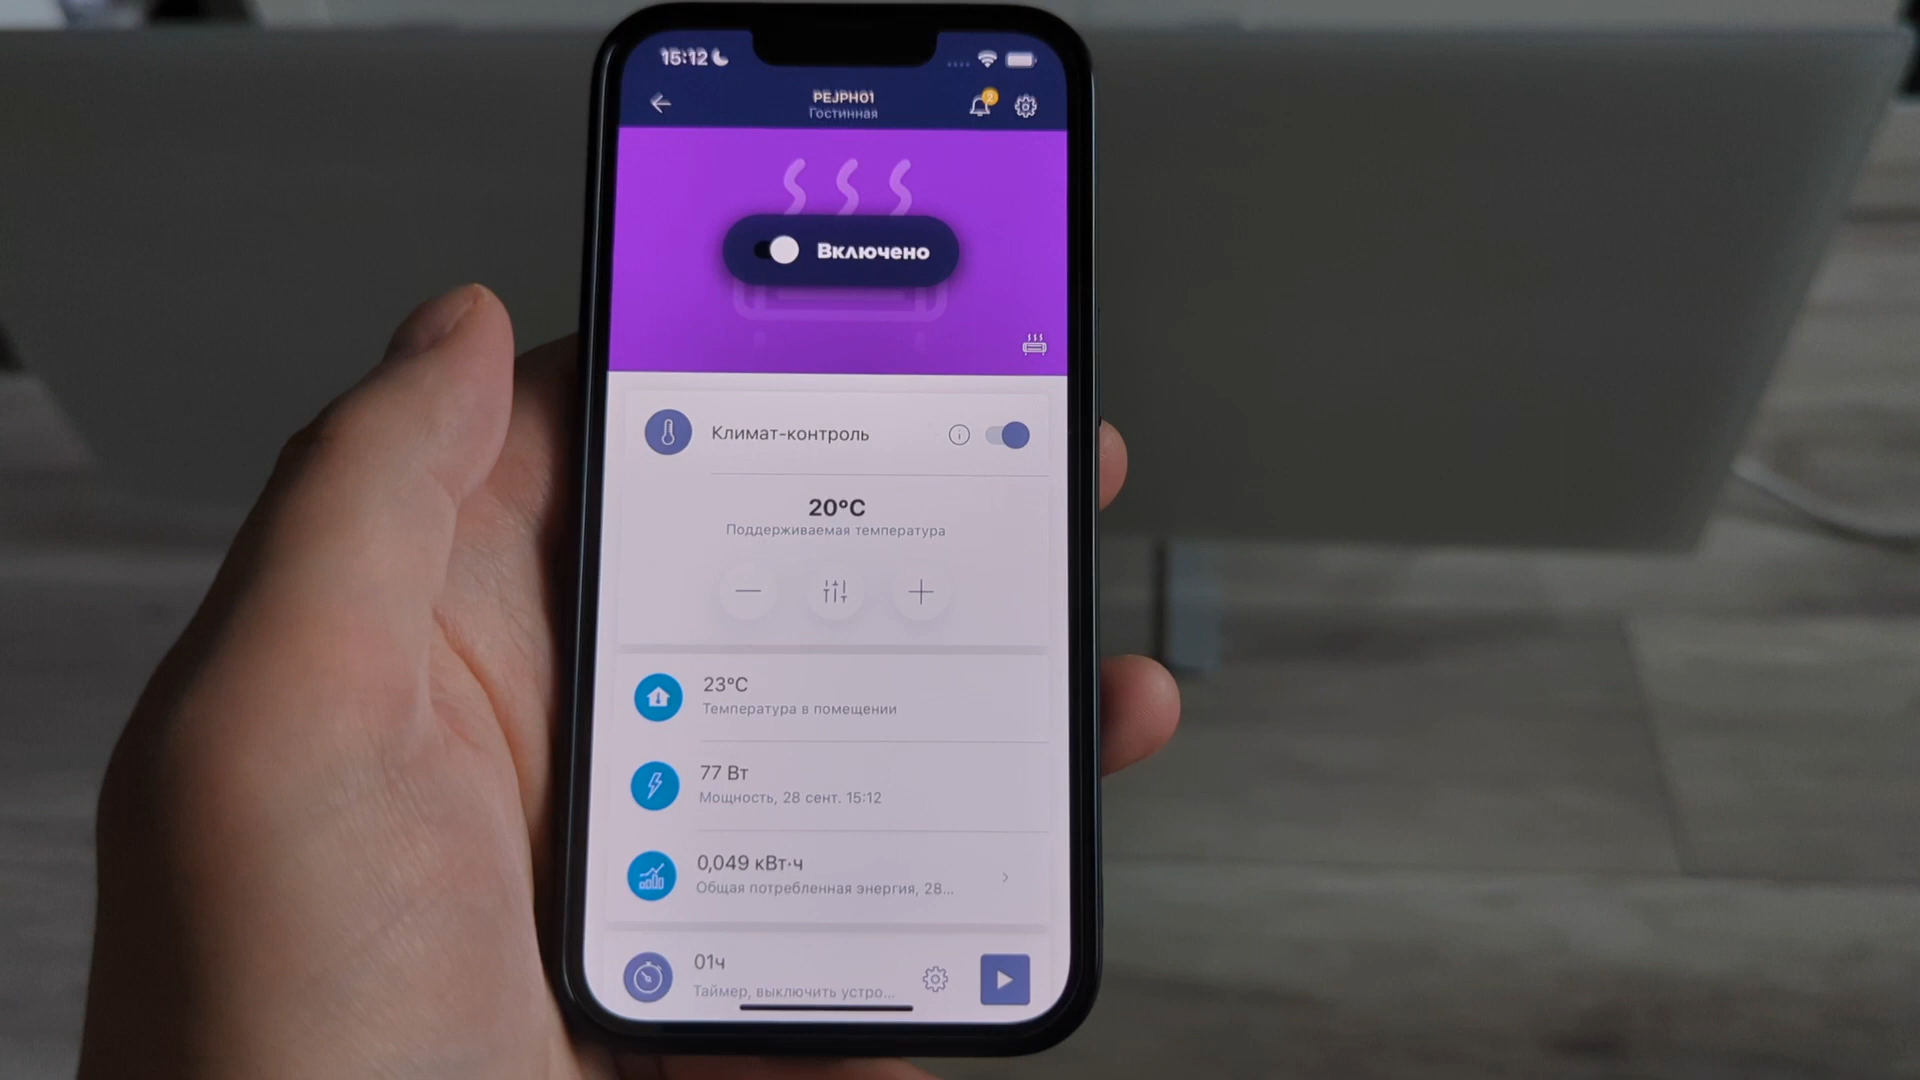 15:12
PEJPH01
2
Гостинная
Включено
Климат-контроль
20°C
Поддерживаемая температура
23°C
Температура в помещении
77 Вт
Мощность, 28 сент. 15:12
0,049 кВт·ч
Общая потребленная энергия, 28...
01ч
Таймер, выключить устро...